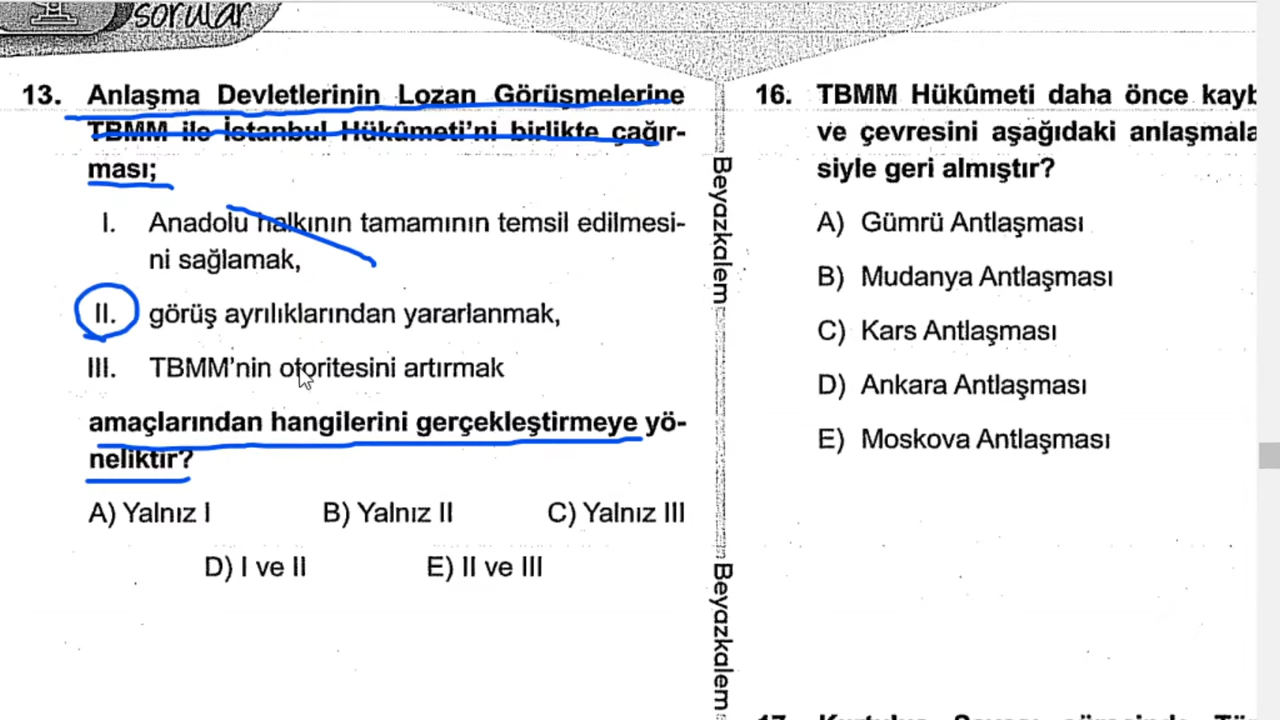 sorular
13. Anlaşma Devletlerinin Lozan Görüşmelerine
TBMM ile İstanbul Hükûmeti'ni birlikte çağır-
ması;
I. Anadolu halkının tamamının temsil edilmesi-
ni sağlamak,
II. görüş ayrılıklarından yararlanmak,
III. TBMM'nin otoritesini artırmak
amaçlarından hangilerini gerçekleştirmeye yö-
neliktir?
A) Yalnız I B) Yalnız II C) Yalnız III
D) I ve II E) II ve III
Beyazkalem
Beyazkalem
16. TBMM Hükûmeti daha önce kayb
ve çevresini aşağıdaki anlaşmala
siyle geri almıştır?
A) Gümrü Antlaşması
B) Mudanya Antlaşması
C) Kars Antlaşması
D) Ankara Antlaşması
E) Moskova Antlaşması